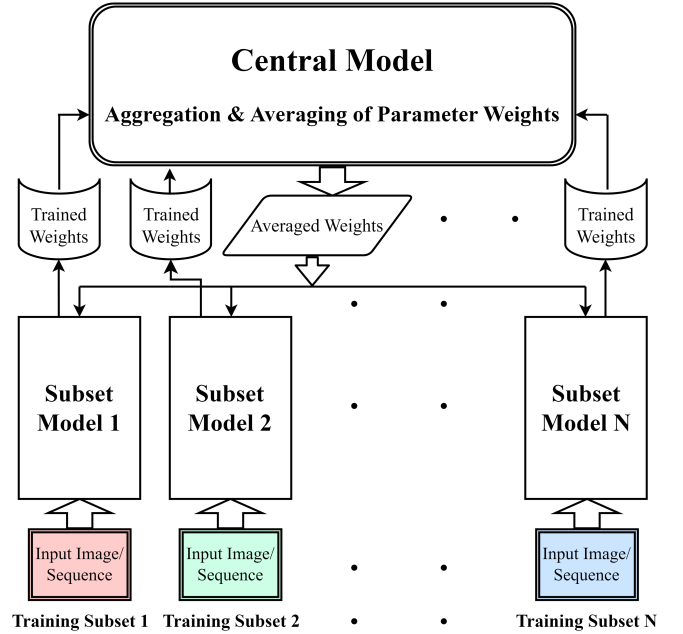 Central Model
Aggregation & Averaging of Parameter Weights
Trained
Weights
Trained
Weights
Averaged Weights
Trained
Weights
Subset
Model 1
Subset
Model 2
Subset
Model N
Input Image/
Sequence
Input Image/
Sequence
Input Image/
Sequence
Training Subset 1
Training Subset 2
Training Subset N